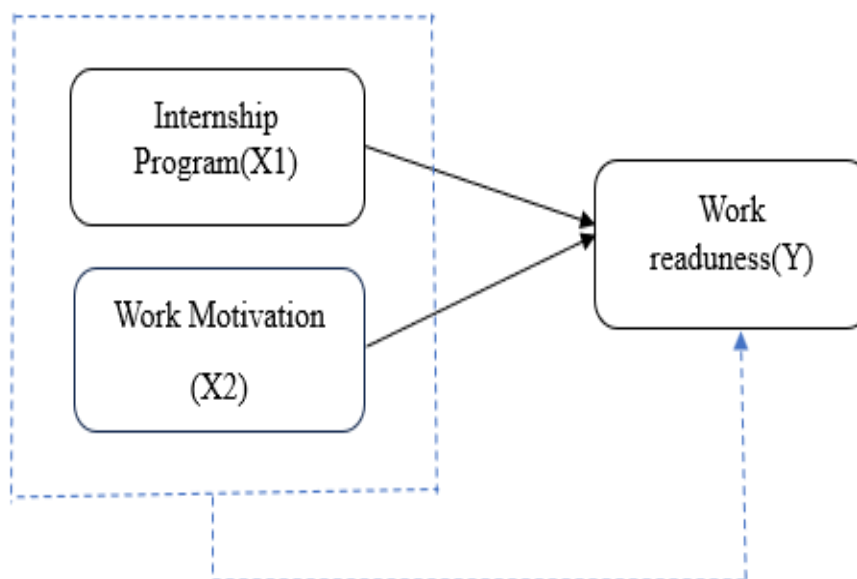 Internship
Program(X1)
Work Motivation
(X2)
Work
readuness(Y)